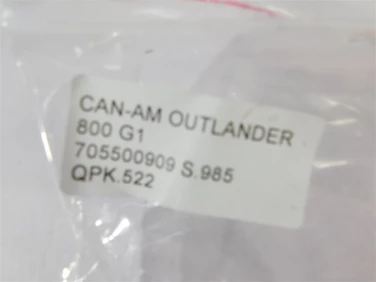 CAN-AM OUTLANDER
800 G1
705500909 S.985
QPK.522